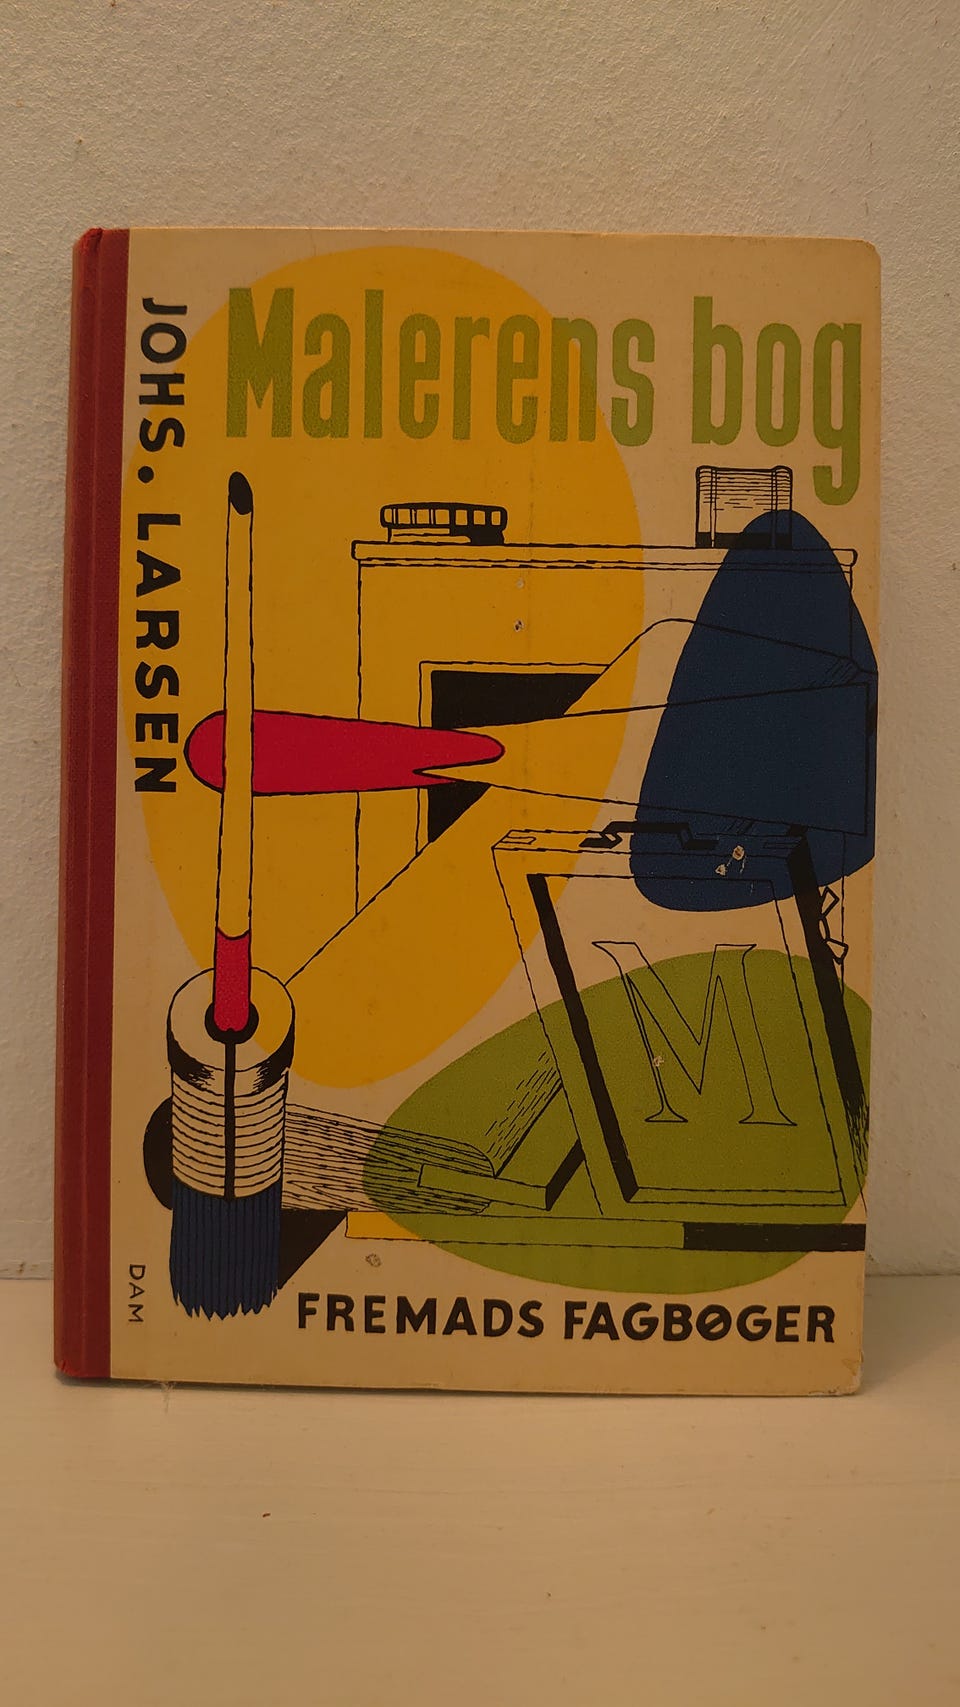 Malerens bog
JOHS. LARSEN
M
DAM
FREMADS FAGBØGER